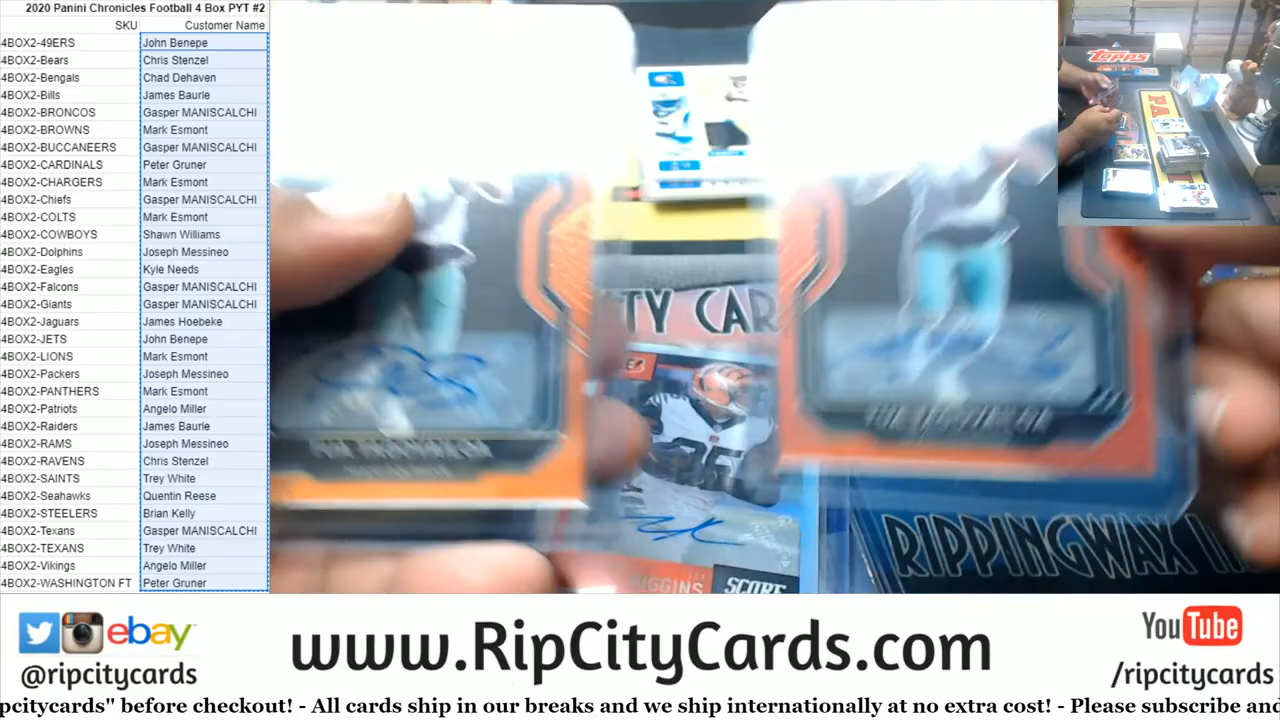 2020 Panini Chronicles Football 4 Box PYT #2
SKU Customer Name
4BOX2-49ERS John Benepe
4BOX2-Bears Chris Stenzel
4BOX2-Bengals Chad Dehaven
4BOX2-Bills James Baurle
4BOX2-BRONCOS Gasper MANISCALCHI
4BOX2-BROWNS Mark Esmont
4BOX2-BUCCANEERS Gasper MANISCALCHI
4BOX2-CARDINALS Peter Gruner
4BOX2-CHARGERS Mark Esmont
4BOX2-Chiefs Gasper MANISCALCHI
4BOX2-COLTS Mark Esmont
4BOX2-COWBOYS Shawn Williams
4BOX2-Dolphins Joseph Messineo
4BOX2-Eagles Kyle Needs
4BOX2-Falcons Gasper MANISCALCHI
4BOX2-Giants Gasper MANISCALCHI
4BOX2-Jaguars James Hoebeke
4BOX2-JETS John Benepe
4BOX2-LIONS Mark Esmont
4BOX2-Packers Joseph Messineo
4BOX2-PANTHERS Mark Esmont
4BOX2-Patriots Angelo Miller
4BOX2-Raiders James Baurle
4BOX2-RAMS Joseph Messineo
4BOX2-RAVENS Chris Stenzel
4BOX2-SAINTS Trey White
4BOX2-Seahawks Quentin Reese
4BOX2-STEELERS Brian Kelly
4BOX2-Texans Gasper MANISCALCHI
4BOX2-TEXANS Trey White
4BOX2-Vikings Angelo Miller
4BOX2-WASHINGTON FT Peter Gruner
Topps
TY CAR
RIPPINGWAX
IGGINS
SCORE
ebay
@ripcitycards
www.RipCityCards.com
YouTube
/ripcitycards
pcitycards" before checkout! - All cards ship in our breaks and we ship internationally at no extra cost! - Please subscribe and